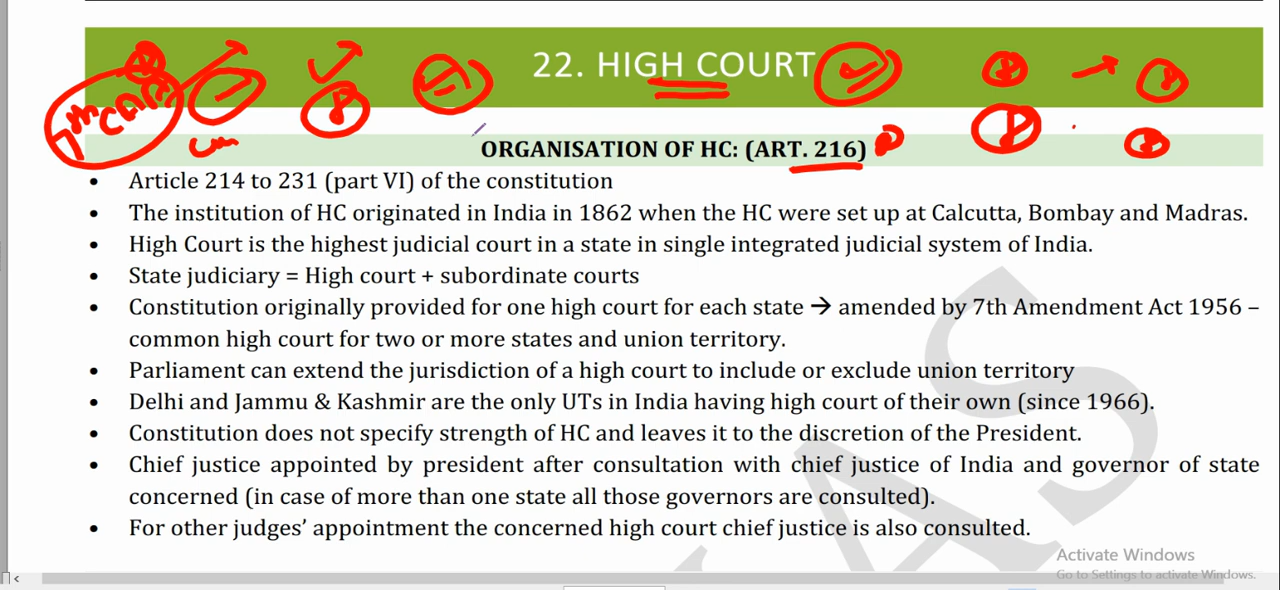 22. HIGH COURT
7th CAA
ORGANISATION OF HC: (ART. 216)
• Article 214 to 231 (part VI) of the constitution
• The institution of HC originated in India in 1862 when the HC were set up at Calcutta, Bombay and Madras.
• High Court is the highest judicial court in a state in single integrated judicial system of India.
• State judiciary = High court + subordinate courts
• Constitution originally provided for one high court for each state → amended by 7th Amendment Act 1956 –
common high court for two or more states and union territory.
• Parliament can extend the jurisdiction of a high court to include or exclude union territory
• Delhi and Jammu & Kashmir are the only UTs in India having high court of their own (since 1966).
• Constitution does not specify strength of HC and leaves it to the discretion of the President.
• Chief justice appointed by president after consultation with chief justice of India and governor of state
concerned (in case of more than one state all those governors are consulted).
• For other judges’ appointment the concerned high court chief justice is also consulted.
Activate Windows
Go to Settings to activate Windows.